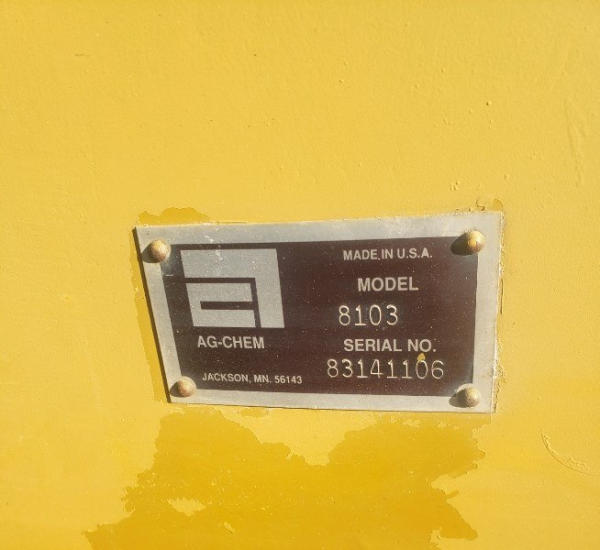 MADE IN U.S.A.
MODEL
8103
AG-CHEM
SERIAL NO.
83141106
JACKSON, MN. 56143